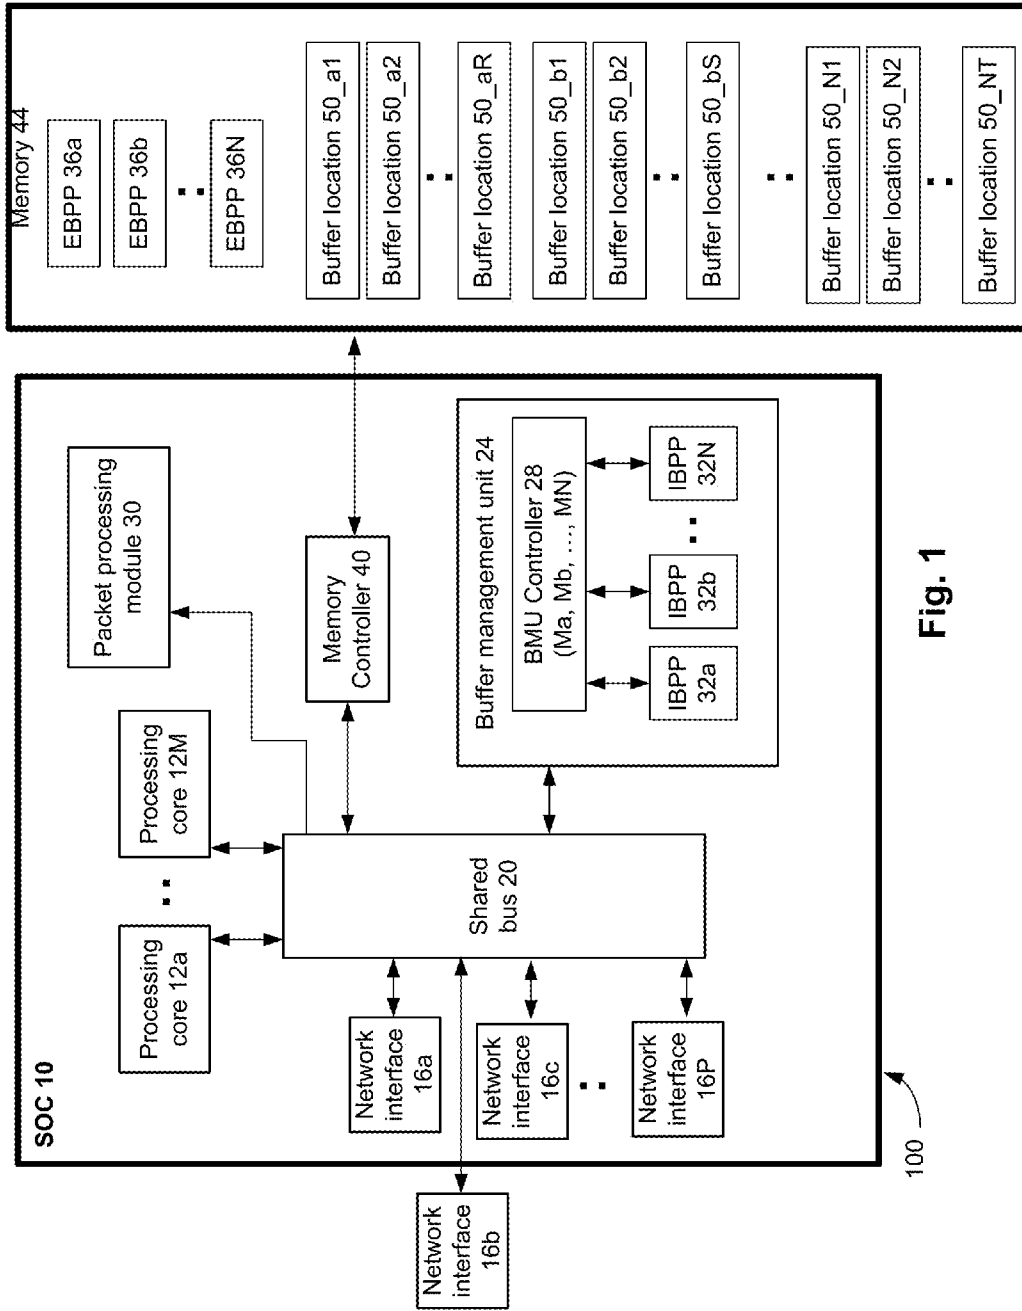 SOC 10
Network
interface
16b
Network
interface
16a
Network
interface
16c
Network
interface
16P
Processing
core 12a
Processing
core 12M
Shared
bus 20
Packet processing
module 30
Memory
Controller 40
Buffer management unit 24
BMU Controller 28
(Ma, Mb, ..., MN)
IBPP
32a
IBPP
32b
IBPP
32N
Memory 44
EBPP 36a
EBPP 36b
EBPP 36N
Buffer location 50_a1
Buffer location 50_a2
Buffer location 50_aR
Buffer location 50_b1
Buffer location 50_b2
Buffer location 50_bS
Buffer location 50_N1
Buffer location 50_N2
Buffer location 50_NT
100
Fig. 1